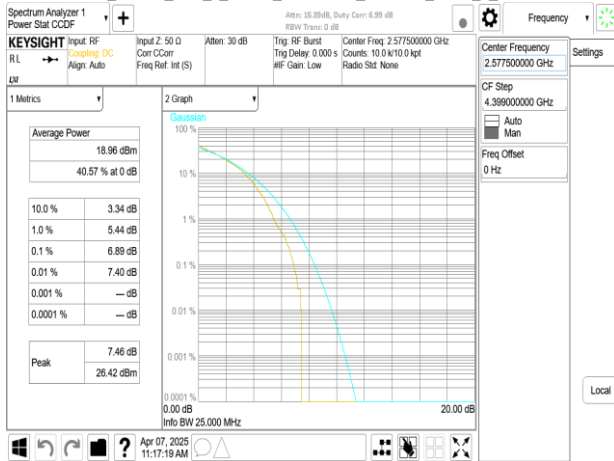 Spectrum Analyzer 1
Power Stat CCDF
+
Attn: 15.39dB, Duty Corr: 6.99 dB
RBW Trans: 0 dB
Frequency
KEYSIGHT
RL
LXI
Input: RF
Coupling: DC
Align: Auto
Input Z: 50 Ω
Corr CCorr
Freq Ref: Int (S)
Atten: 30 dB
Trig: RF Burst
Trig Delay: 0.000 s
#IF Gain: Low
Center Freq: 2.577500000 GHz
Counts: 10.0 k/10.0 kpt
Radio Std: None
Center Frequency
2.577500000 GHz
Settings
CF Step
4.399000000 GHz
Auto
Man
Freq Offset
0 Hz
Local
1 Metrics
Average Power
18.96 dBm
40.57 % at 0 dB
10.0 % 3.34 dB
1.0 % 5.44 dB
0.1 % 6.89 dB
0.01 % 7.40 dB
0.001 % --- dB
0.0001 % --- dB
Peak
7.46 dB
26.42 dBm
2 Graph
Gaussian
100 %
10 %
1 %
0.1 %
0.01 %
0.001 %
0.0001 %
0.00 dB
20.00 dB
Info BW 25.000 MHz
?
Apr 07, 2025
11:17:19 AM